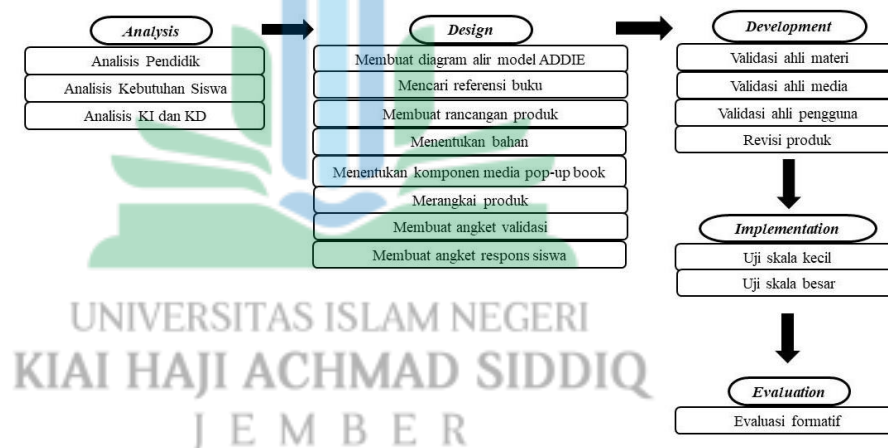 Analysis
Analisis Pendidik
Analisis Kebutuhan Siswa
Analisis KI dan KD
Design
Membuat diagram alir model ADDIE
Mencari referensi buku
Membuat rancangan produk
Menentukan bahan
Menentukan komponen media pop-up book
Merangkai produk
Membuat angket validasi
Membuat angket respons siswa
Development
Validasi ahli materi
Validasi ahli media
Validasi ahli pengguna
Revisi produk
Implementation
Uji skala kecil
Uji skala besar
Evaluation
Evaluasi formatif
UNIVERSITAS ISLAM NEGERI
KIAI HAJI ACHMAD SIDDIQ
JEMBER